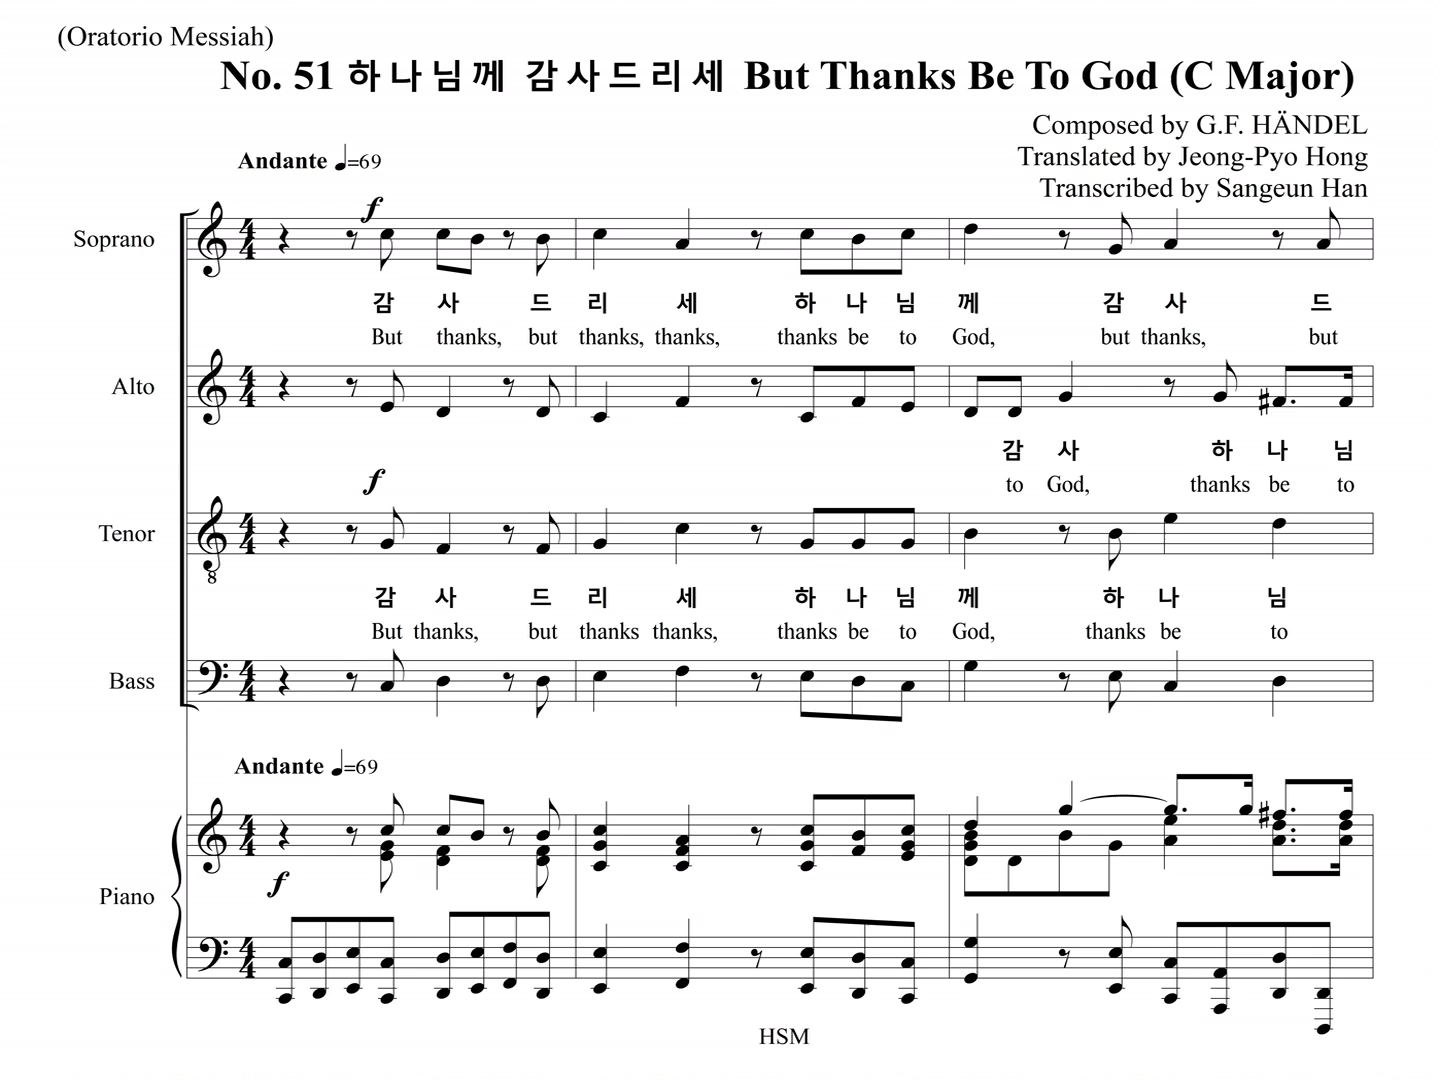 (Oratorio Messiah)
No. 51 하나님께 감사드리세 But Thanks Be To God (C Major)
Composed by G.F. HÄNDEL
Translated by Jeong-Pyo Hong
Transcribed by Sangeun Han
Andante ♩=69
f
Soprano
감 사 드 리 세 하 나 님 께 감 사 드
But thanks, but thanks, thanks, thanks be to God, but thanks, but
Alto
감 사 하 나 님
to God, thanks be to
f
Tenor
8
감 사 드 리 세 하 나 님 께 하 나 님
But thanks, but thanks thanks, thanks be to God, thanks be to
Bass
Andante ♩=69
f
Piano
HSM